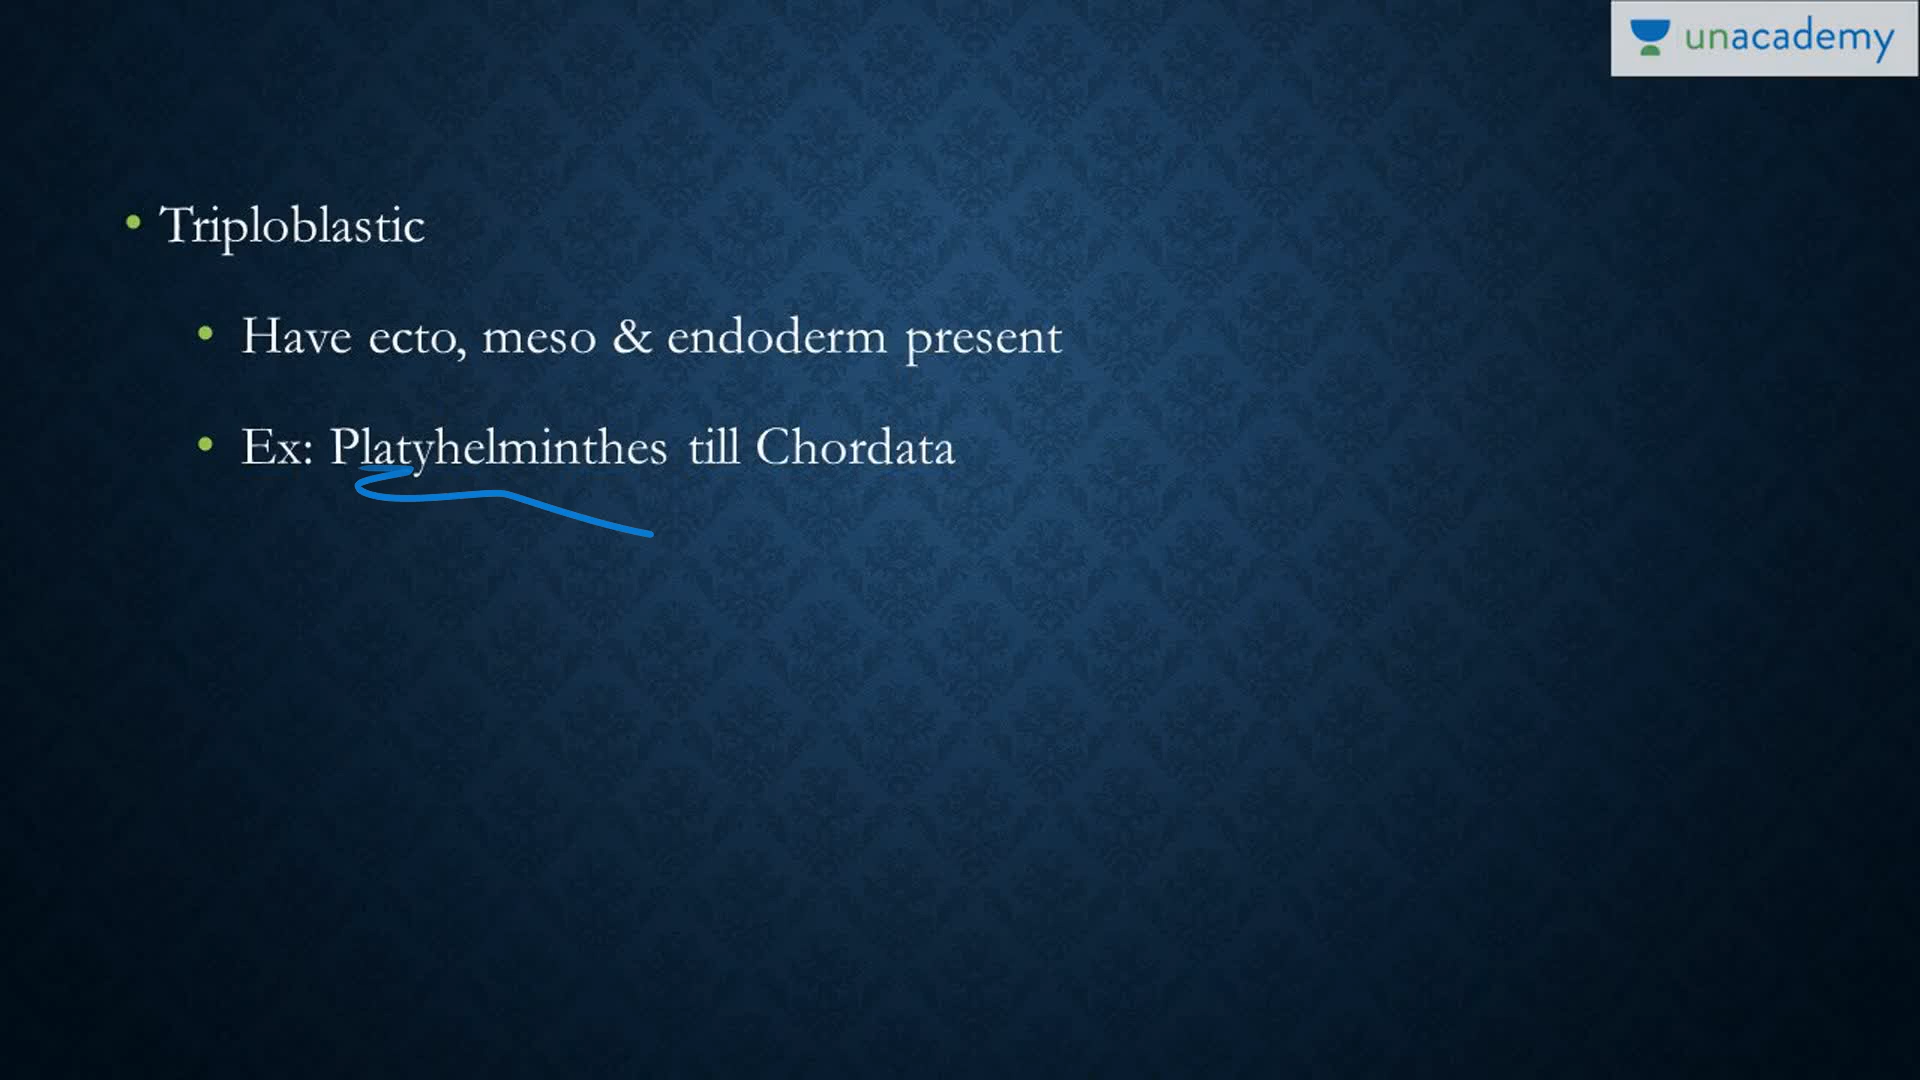 unacademy
• Triploblastic
• Have ecto, meso & endoderm present
• Ex: Platyhelminthes till Chordata